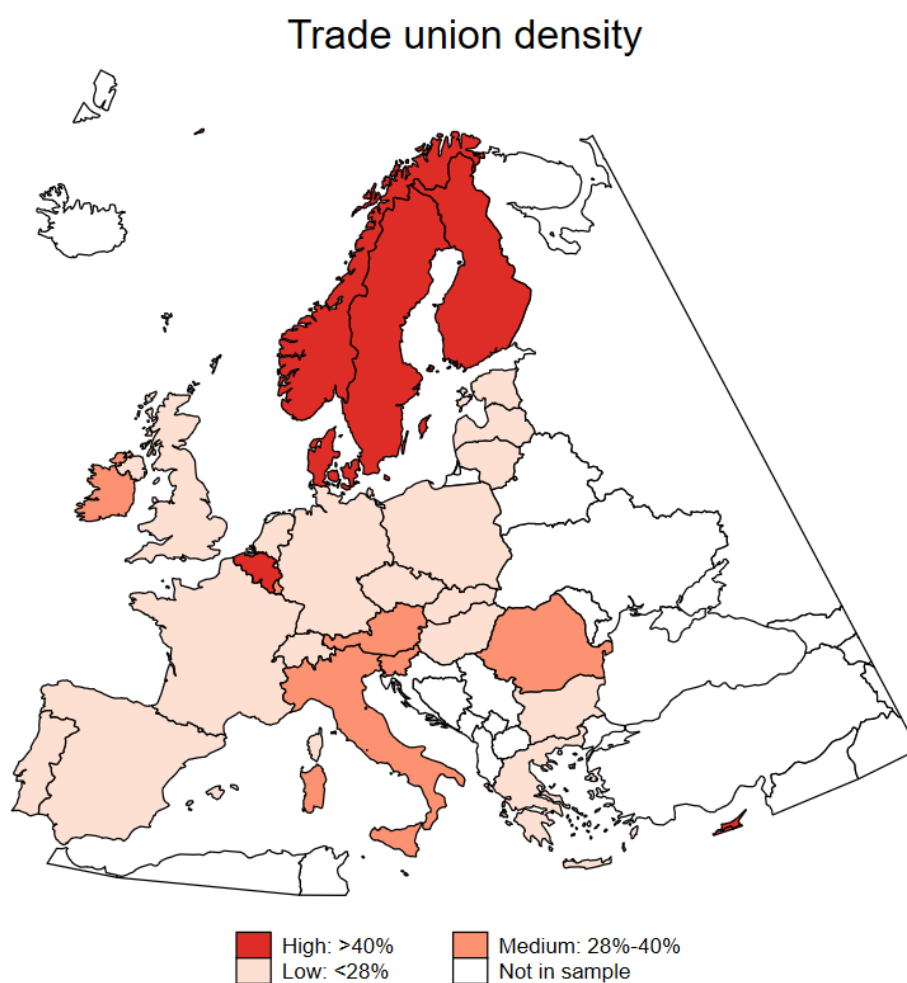 Trade union density
High: >40%
Medium: 28%-40%
Low: <28%
Not in sample